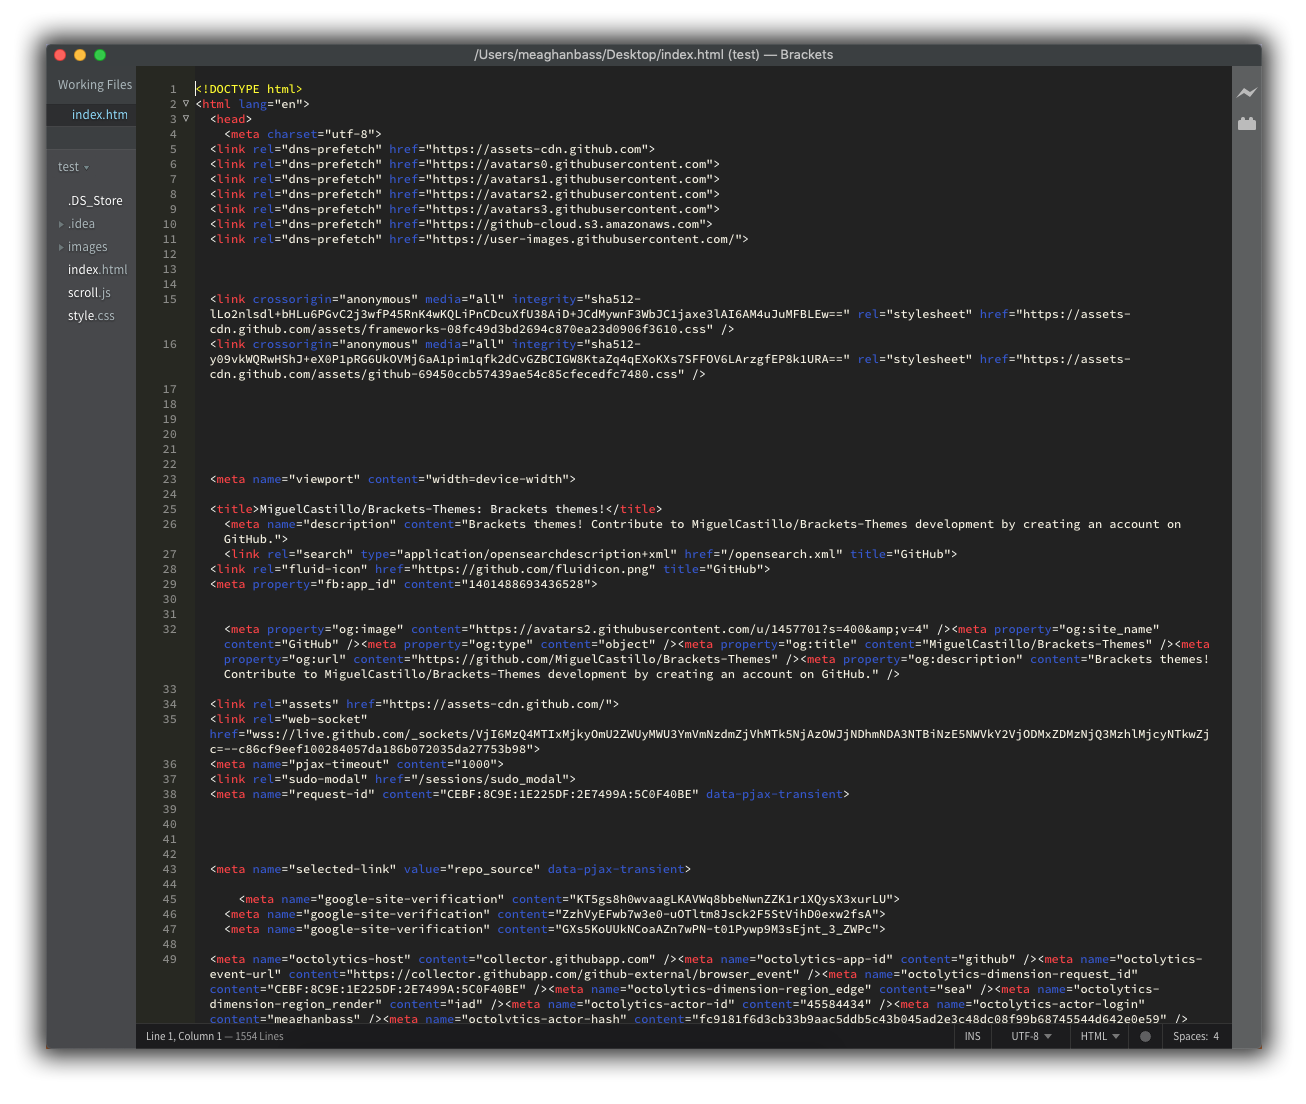 /Users/meaghanbass/Desktop/index.html (test) — Brackets
Working Files
index.htm
test
.DS_Store
.idea
images
index.html
scroll.js
style.css
1 <!DOCTYPE html>
2 <html lang="en">
3 <head>
4 <meta charset="utf-8">
5 <link rel="dns-prefetch" href="https://assets-cdn.github.com">
6 <link rel="dns-prefetch" href="https://avatars0.githubusercontent.com">
7 <link rel="dns-prefetch" href="https://avatars1.githubusercontent.com">
8 <link rel="dns-prefetch" href="https://avatars2.githubusercontent.com">
9 <link rel="dns-prefetch" href="https://avatars3.githubusercontent.com">
10 <link rel="dns-prefetch" href="https://github-cloud.s3.amazonaws.com">
11 <link rel="dns-prefetch" href="https://user-images.githubusercontent.com/">
12
13
14
15 <link crossorigin="anonymous" media="all" integrity="sha512-
lLo2nlsdl+bHLu6PGvC2j3wfP45RnK4wKQLiPnCDcuXfU38AiD+JCdMywnF3WbJC1jaxe3lAI6AM4uJuMFBLEw==" rel="stylesheet" href="https://assets-
cdn.github.com/assets/frameworks-08fc49d3bd2694c870ea23d0906f3610.css" />
16 <link crossorigin="anonymous" media="all" integrity="sha512-
y09vkWQRwHShJ+eX0P1pRG6UkOVMj6aA1pim1qfk2dCvGZBCIGW8KtaZq4qEXoKXs7SFFOV6LArzgfEP8k1URA==" rel="stylesheet" href="https://assets-
cdn.github.com/assets/github-69450ccb57439ae54c85cfecedfc7480.css" />
17
18
19
20
21
22
23 <meta name="viewport" content="width=device-width">
24
25 <title>MiguelCastillo/Brackets-Themes: Brackets themes!</title>
26 <meta name="description" content="Brackets themes! Contribute to MiguelCastillo/Brackets-Themes development by creating an account on
GitHub.">
27 <link rel="search" type="application/opensearchdescription+xml" href="/opensearch.xml" title="GitHub">
28 <link rel="fluid-icon" href="https://github.com/fluidicon.png" title="GitHub">
29 <meta property="fb:app_id" content="1401488693436528">
30
31
32 <meta property="og:image" content="https://avatars2.githubusercontent.com/u/1457701?s=400&amp;v=4" /><meta property="og:site_name"
content="GitHub" /><meta property="og:type" content="object" /><meta property="og:title" content="MiguelCastillo/Brackets-Themes" /><meta
property="og:url" content="https://github.com/MiguelCastillo/Brackets-Themes" /><meta property="og:description" content="Brackets themes!
Contribute to MiguelCastillo/Brackets-Themes development by creating an account on GitHub." />
33
34 <link rel="assets" href="https://assets-cdn.github.com/">
35 <link rel="web-socket"
href="wss://live.github.com/_sockets/VjI6MzQ4MTIxMjkyOmU2ZWUyMWU3YmVmNzdmZjVhMTk5NjAzOWJjNDhmNDA3NTBiNzE5NWVkY2VjODMxZDMzNjQ3MzhlMjcyNTkwZj
c=--c86cf9eef100284057da186b072035da27753b98">
36 <meta name="pjax-timeout" content="1000">
37 <link rel="sudo-modal" href="/sessions/sudo_modal">
38 <meta name="request-id" content="CEBF:8C9E:1E225DF:2E7499A:5C0F40BE" data-pjax-transient>
39
40
41
42
43 <meta name="selected-link" value="repo_source" data-pjax-transient>
44
45 <meta name="google-site-verification" content="KT5gs8h0wvaagLKAVWq8bbeNwnZZK1r1XQysX3xurLU">
46 <meta name="google-site-verification" content="ZzhVyEFwb7w3e0-uOTltm8Jsck2F5StVihD0exw2fsA">
47 <meta name="google-site-verification" content="GXs5KoUUkNCoaAZn7wPN-t01Pywp9M3sEjnt_3_ZWPc">
48
49 <meta name="octolytics-host" content="collector.githubapp.com" /><meta name="octolytics-app-id" content="github" /><meta name="octolytics-
event-url" content="https://collector.githubapp.com/github-external/browser_event" /><meta name="octolytics-dimension-request_id"
content="CEBF:8C9E:1E225DF:2E7499A:5C0F40BE" /><meta name="octolytics-dimension-region_edge" content="sea" /><meta name="octolytics-
dimension-region_render" content="iad" /><meta name="octolytics-actor-id" content="45584434" /><meta name="octolytics-actor-login"
content="meaghanbass" /><meta name="octolytics-actor-hash" content="fc9181f6d3cb33b9aac5ddb5c43b045ad2e3c48dc08f99b68745544d642e0e59" />
Line 1, Column 1 — 1554 Lines
INS
UTF-8
HTML
Spaces: 4